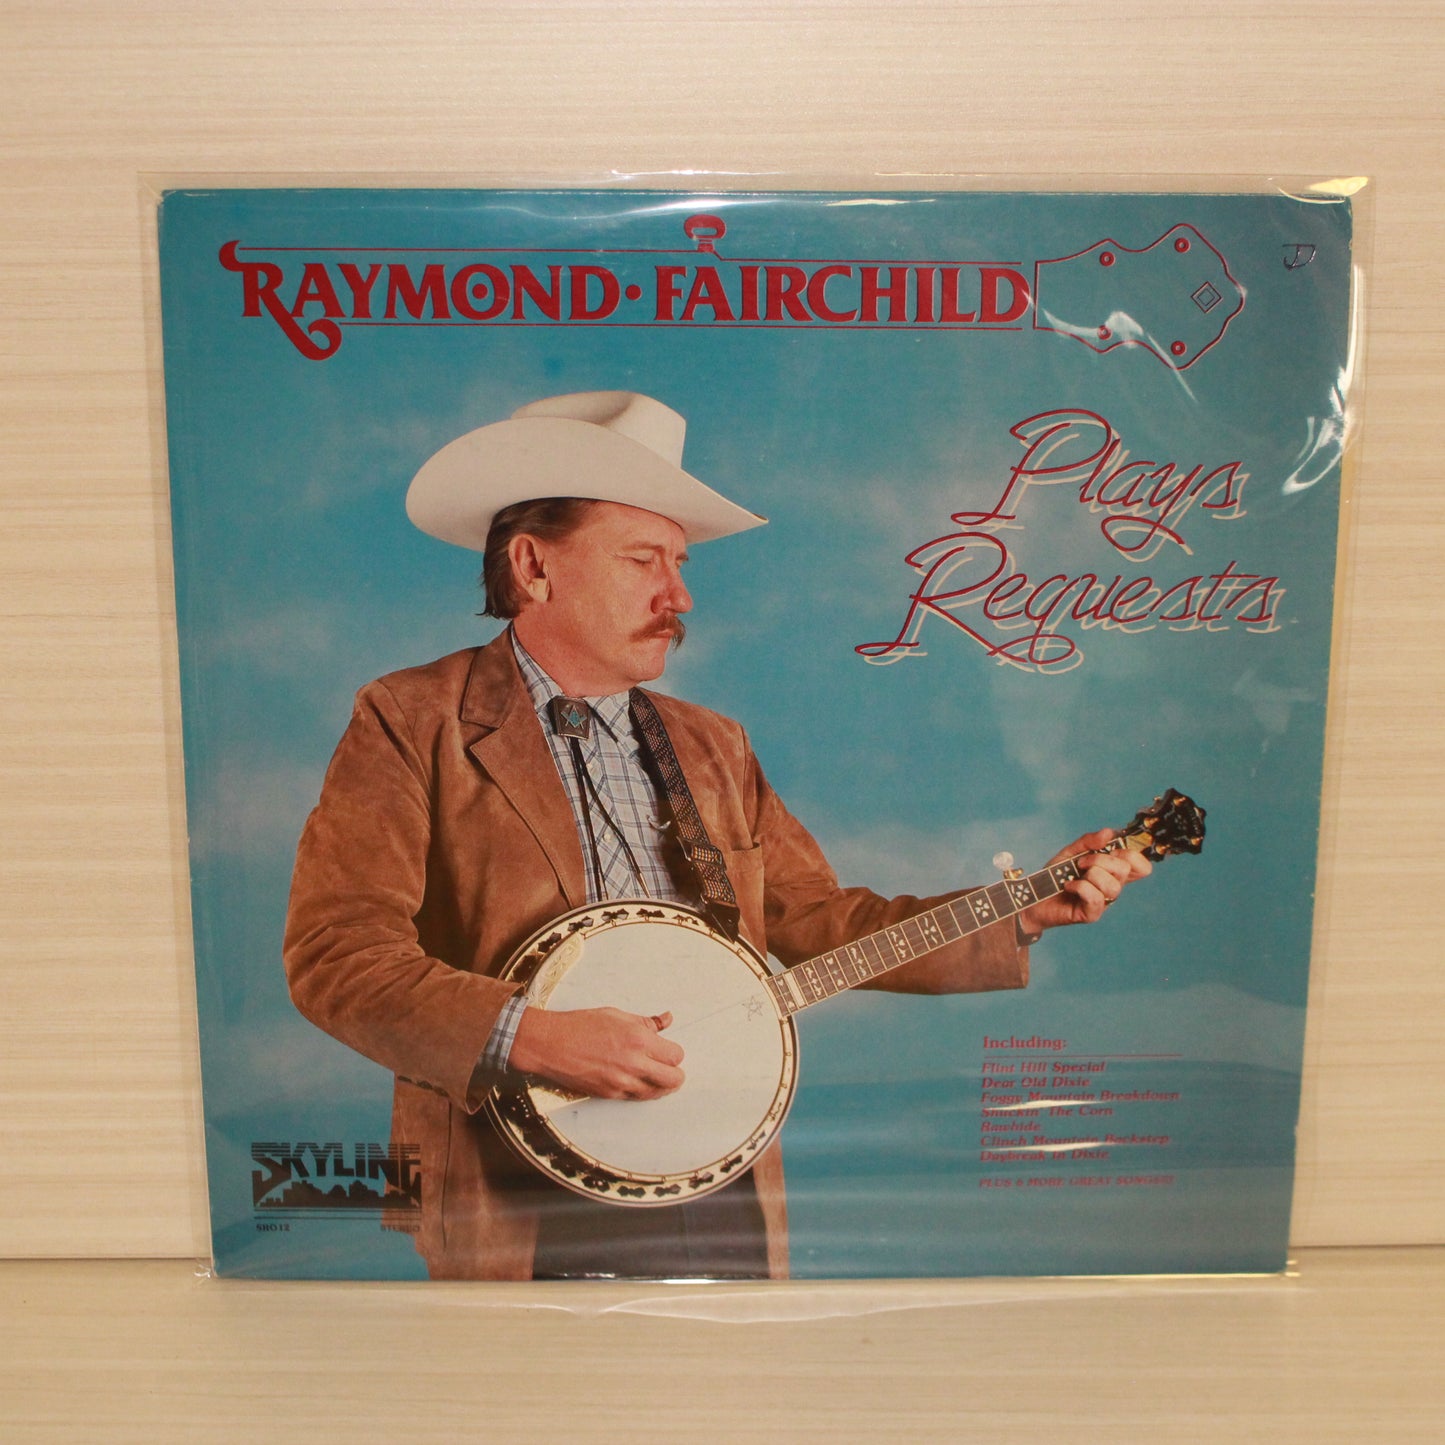 RAYMOND · FAIRCHILD
Plays
Requests
Including:
Flint Hill Special
Dear Old Dixie
Foggy Mountain Breakdown
Shuckin' The Corn
Rawhide
Clinch Mountain Backstep
Daybreak In Dixie
PLUS 6 MORE GREAT SONGS!!!
SKYLINE
SR012 STEREO